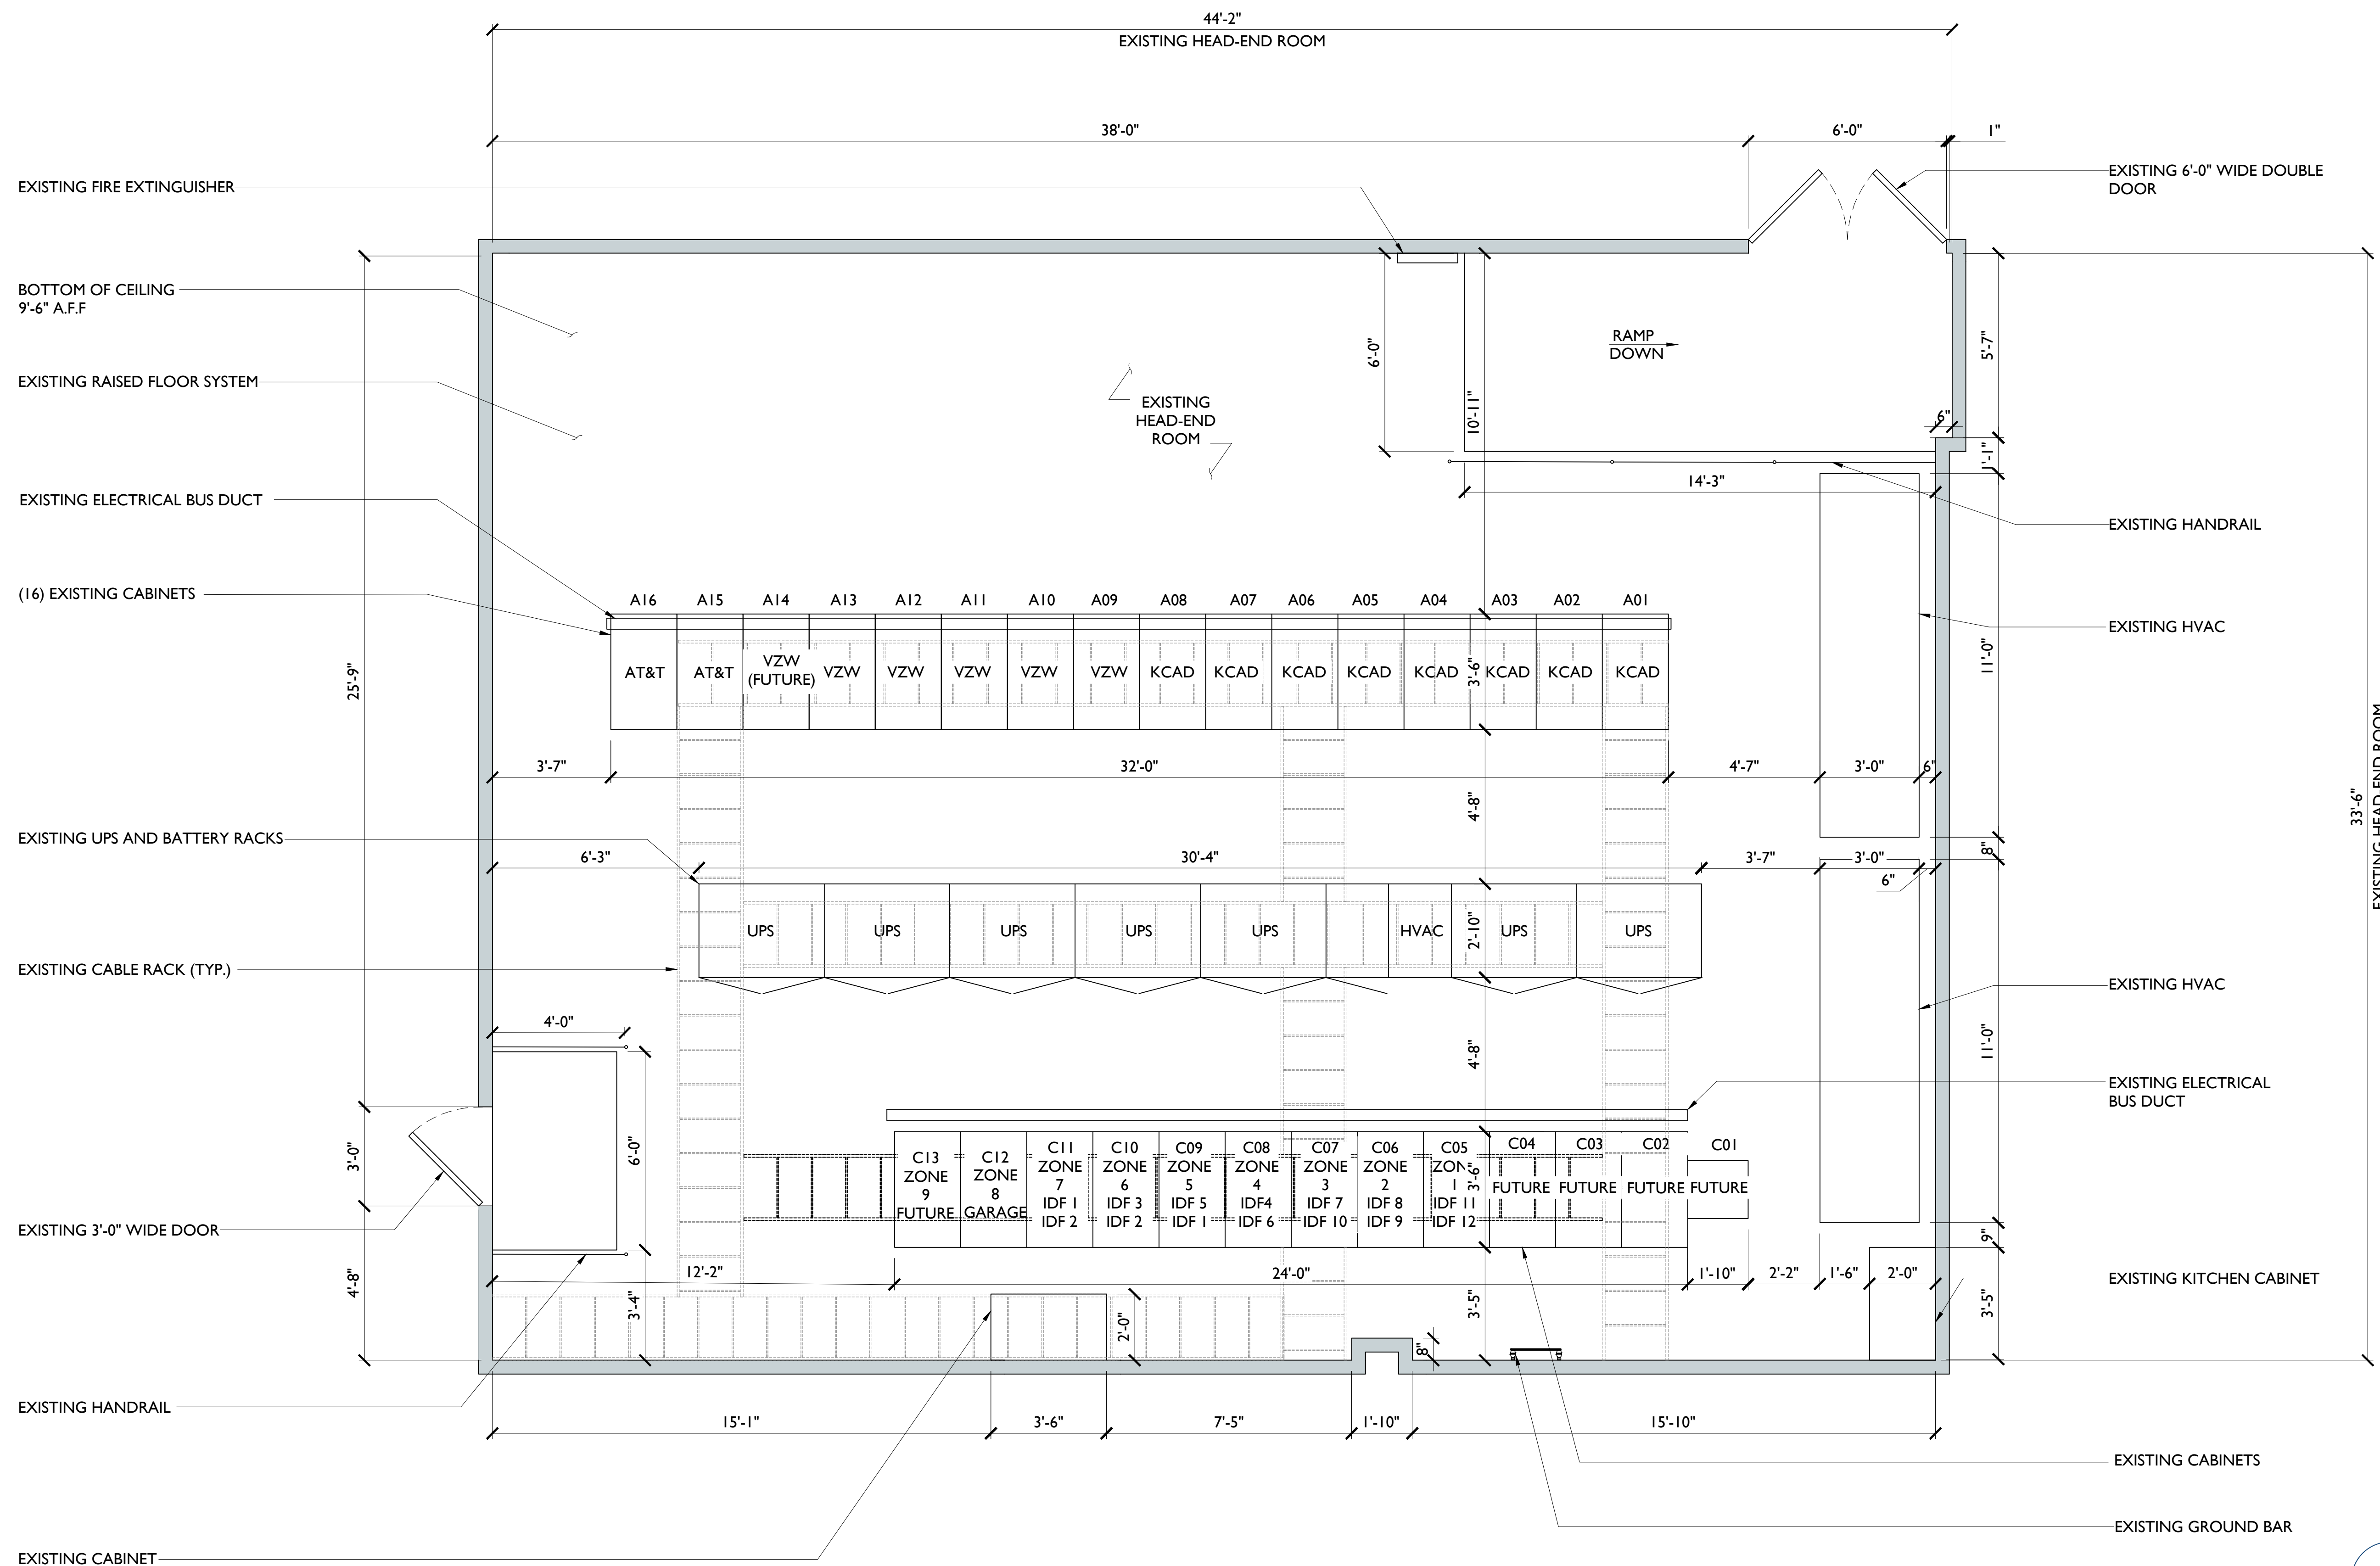 44'-2"
EXISTING HEAD-END ROOM
38'-0"
6'-0"
1"
EXISTING FIRE EXTINGUISHER
EXISTING 6'-0" WIDE DOUBLE
DOOR
BOTTOM OF CEILING
9'-6" A.F.F
EXISTING RAISED FLOOR SYSTEM
EXISTING ELECTRICAL BUS DUCT
(16) EXISTING CABINETS
EXISTING UPS AND BATTERY RACKS
EXISTING CABLE RACK (TYP.)
EXISTING 3'-0" WIDE DOOR
EXISTING HANDRAIL
EXISTING CABINET
25'-9"
3'-0"
4'-8"
EXISTING
HEAD-END
ROOM
RAMP
DOWN
6'-0"
10'-11"
14'-3"
6"
5'-7"
1'-1"
11'-0"
8"
11'-0"
9"
3'-5"
33'-6"
EXISTING HEAD END ROOM
EXISTING HANDRAIL
EXISTING HVAC
EXISTING HVAC
EXISTING ELECTRICAL
BUS DUCT
EXISTING KITCHEN CABINET
EXISTING CABINETS
EXISTING GROUND BAR
A16 A15 A14 A13 A12 A11 A10 A09 A08 A07 A06 A05 A04 A03 A02 A01
AT&T AT&T VZW
(FUTURE) VZW VZW VZW VZW VZW KCAD KCAD KCAD KCAD KCAD KCAD KCAD KCAD
3'-6"
3'-7" 32'-0" 4'-7" 3'-0" 6"
4'-8"
6'-3" 30'-4" 3'-7" 3'-0"
6"
UPS UPS UPS UPS UPS HVAC UPS UPS
2'-10"
4'-0"
6'-0"
4'-8"
C13
ZONE
9
FUTURE
C12
ZONE
8
GARAGE
C11
ZONE
7
IDF 1
IDF 2
C10
ZONE
6
IDF 3
IDF 2
C09
ZONE
5
IDF 5
IDF 1
C08
ZONE
4
IDF4
IDF 6
C07
ZONE
3
IDF 7
IDF 10
C06
ZONE
2
IDF 8
IDF 9
C05
ZONE
1
IDF 11
IDF 12
3'-6"
C04
FUTURE
C03
FUTURE
C02
FUTURE
C01
FUTURE
12'-2" 24'-0" 1'-10" 2'-2" 1'-6" 2'-0"
3'-4"
2'-0"
8"
3'-5"
15'-1" 3'-6" 7'-5" 1'-10" 15'-10"